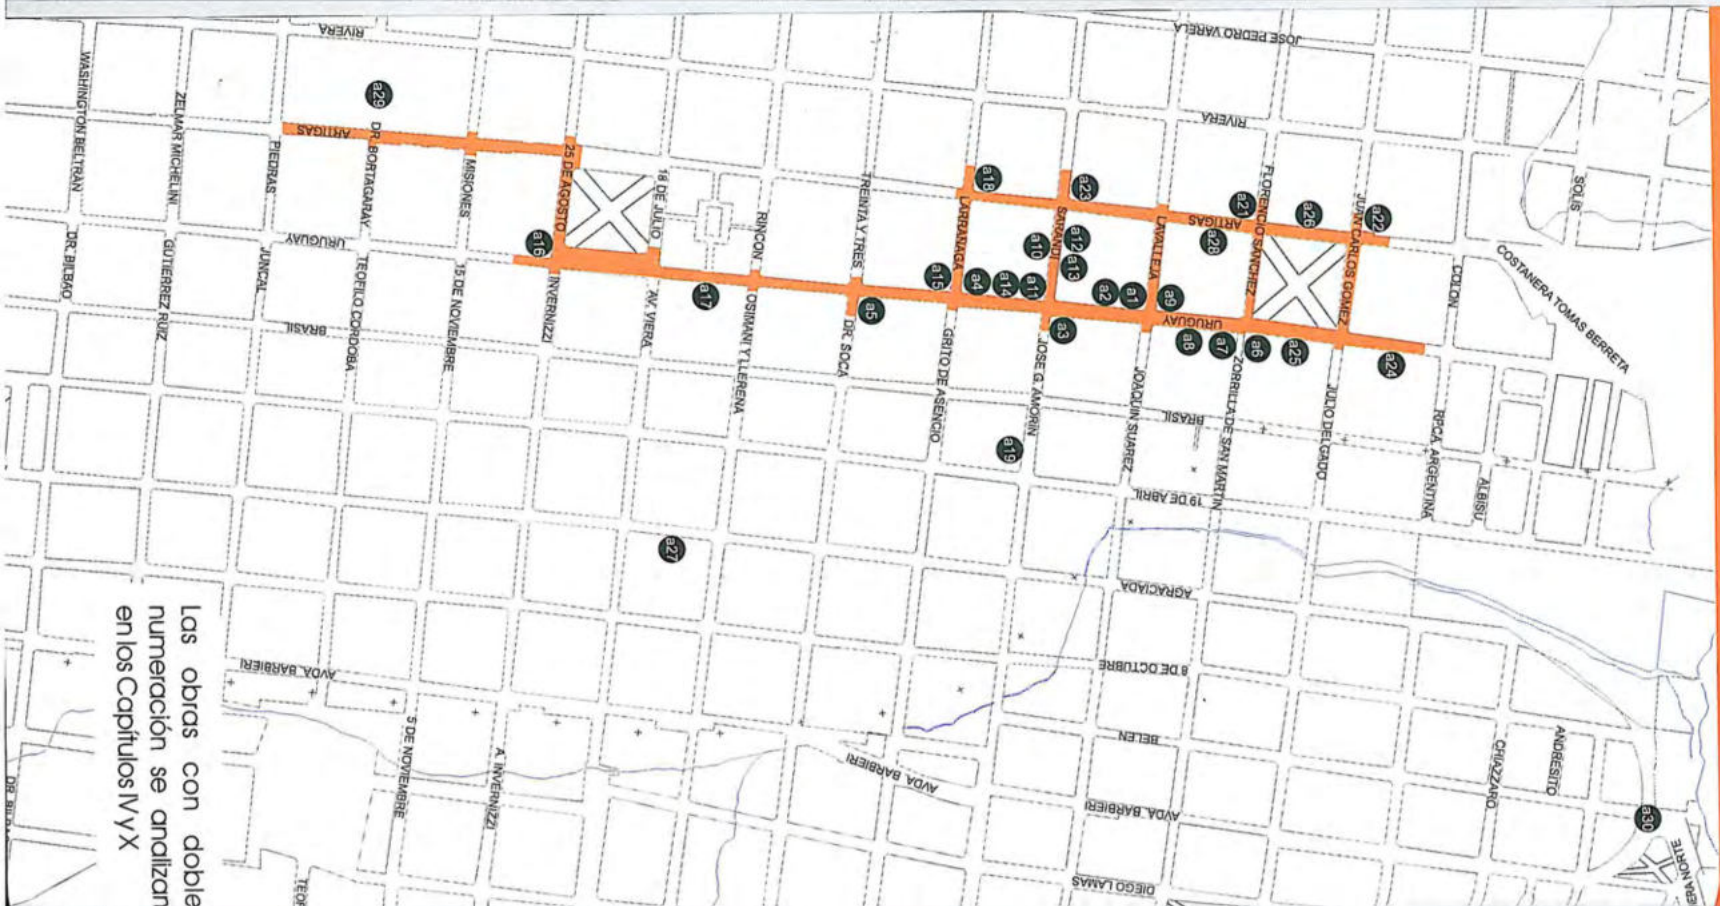 RIVERA
JOSE PEDRO VARELA
WASHINGTON BELTRAN
ZELMAR MICHELINI
a29
ARTIGAS
PIEDRAS
DR. BORTAGARAY
MISIONES
25 DE AGOSTO
18 DE JULIO
RINCON
TREINTA Y TRES
LARRAÑAGA
a18
SARANDI
a23
LAVALLEJA
RIVERA
FLORENCIO SANCHEZ
a21
ARTIGAS
a28
a26
JUAN CARLOS GOMEZ
a22
SOLIS
COLON
COSTANERA TOMAS BERRETA
DR. BILBAO
GUTIERREZ RUIZ
JUNCAL
URUGUAY
TEOFILO CORDOBA
15 DE NOVIEMBRE
a16
INVERNIZZI
AV. VIERA
a17
OSIMANI Y LLERENA
DR. SOCA
a5
a15
a4
a14
a11
a10
a12
a13
a2
a1
a9
URUGUAY
a3
a8
a7
a6
a25
a24
BRASIL
GRITO DE ASENCIO
JOSE G. AMORIN
a19
JOAQUIN SUAREZ
BRASIL
ZORRILLA DE SAN MARTIN
JULIO DELGADO
RPCA. ARGENTINA
ALBISU
19 DE ABRIL
a27
AGRACIADA
8 DE OCTUBRE
BELEN
AVDA. BARBIERI
5 DE NOVIEMBRE
A. INVERNIZZI
AVDA. BARBIERI
AVDA. BARBIERI
DIEGO LAMAS
CHIAZZARO
ANDRESITO
a30
ERA NORTE
TEOF
Las obras con doble
numeración se analizan
en los Capítulos IV y X